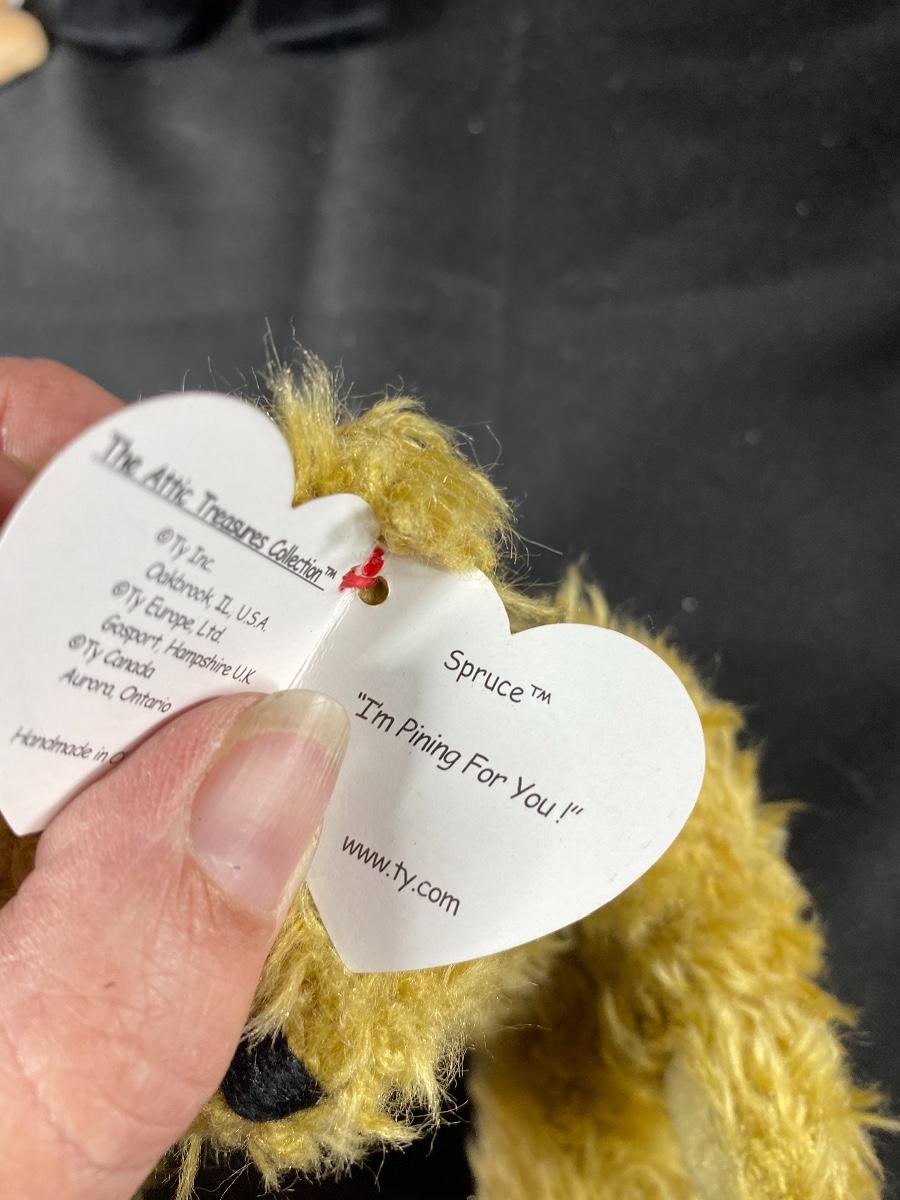 The Attic Treasures Collection™
©Ty Inc
Oakbrook, IL, U.S.A.
©Ty Europe, Ltd.
Gosport, Hampshire U.K
©Ty Canada
Aurora, Ontario
Handmade in
Spruce™
"I'm Pining For You !"
www.ty.com